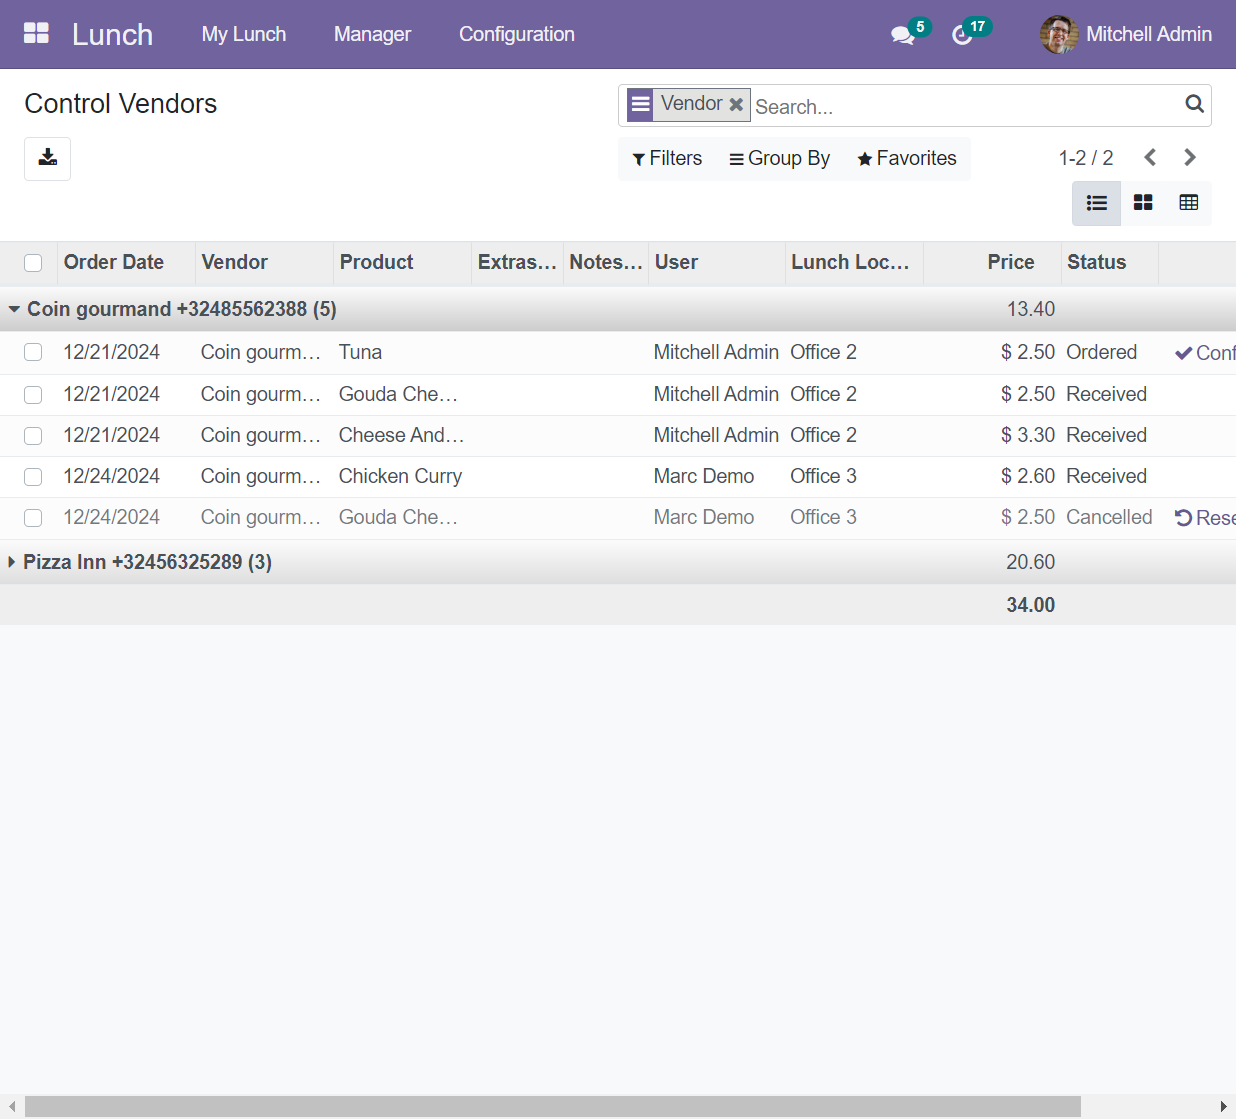 Lunch My Lunch Manager Configuration 5 17 Mitchell Admin
Control Vendors
Vendor Search...
Filters Group By Favorites 1-2 / 2
Order Date Vendor Product Extras... Notes... User Lunch Loc... Price Status
Coin gourmand +32485562388 (5) 13.40
12/21/2024 Coin gourm... Tuna Mitchell Admin Office 2 $ 2.50 Ordered Conf
12/21/2024 Coin gourm... Gouda Che... Mitchell Admin Office 2 $ 2.50 Received
12/21/2024 Coin gourm... Cheese And... Mitchell Admin Office 2 $ 3.30 Received
12/24/2024 Coin gourm... Chicken Curry Marc Demo Office 3 $ 2.60 Received
12/24/2024 Coin gourm... Gouda Che... Marc Demo Office 3 $ 2.50 Cancelled Rese
Pizza Inn +32456325289 (3) 20.60
34.00